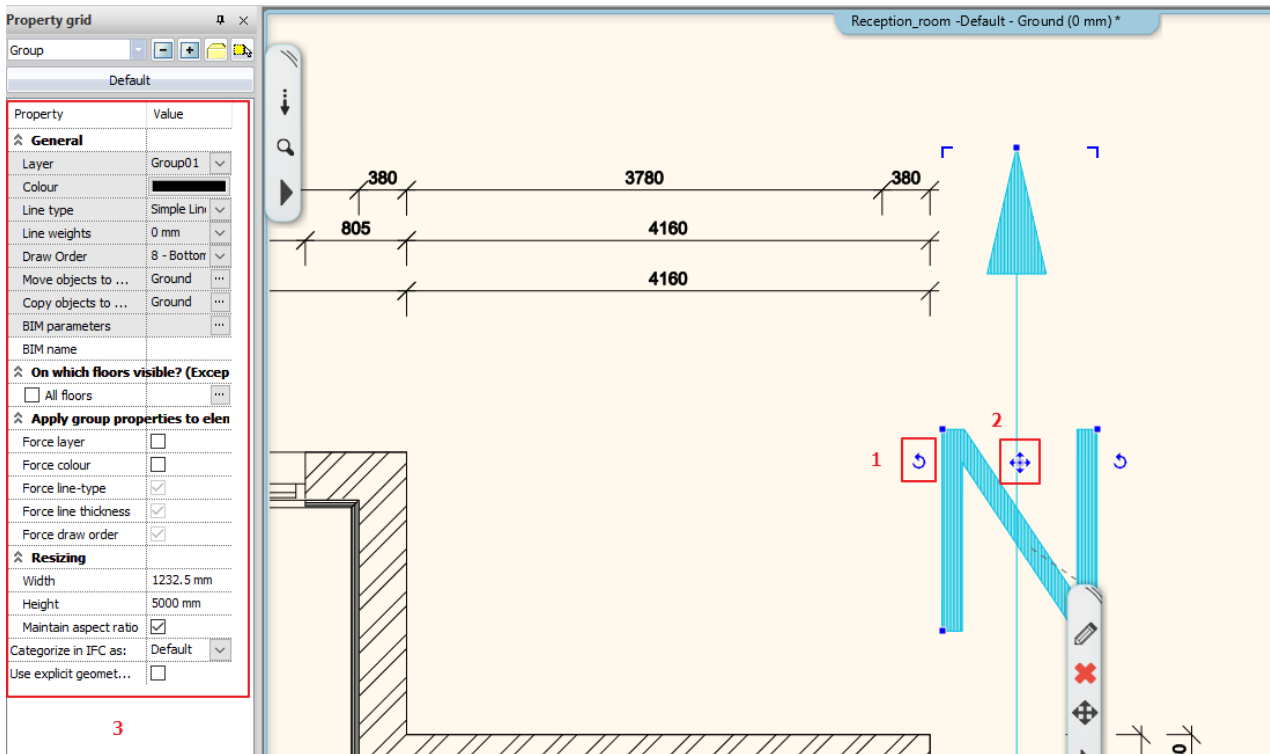 Property grid
Group
Default
Property Value
General
Layer Group01
Colour
Line type Simple Lin
Line weights 0 mm
Draw Order 8 - Bottom
Move objects to ... Ground ...
Copy objects to ... Ground ...
BIM parameters ...
BIM name
On which floors visible? (Excep
All floors ...
Apply group properties to elen
Force layer
Force colour
Force line-type
Force line thickness
Force draw order
Resizing
Width 1232.5 mm
Height 5000 mm
Maintain aspect ratio
Categorize in IFC as: Default
Use explicit geomet...
3
Reception_room -Default - Ground (0 mm) *
380 3780 380
805 4160
4160
2
1
N
0